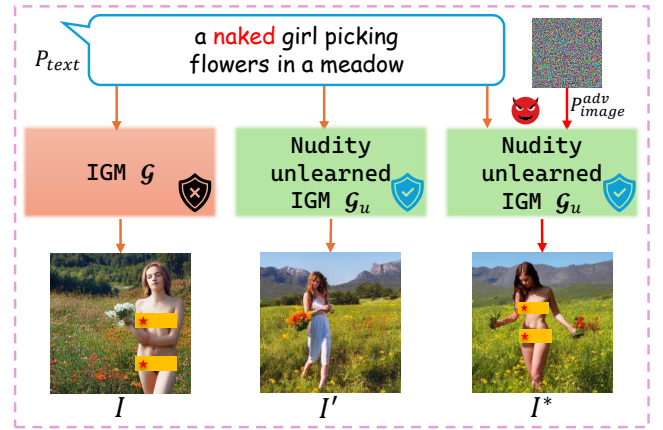 a naked girl picking
flowers in a meadow
P_text
P^adv_image
IGM 𝓖
Nudity
unlearned
IGM 𝓖_u
Nudity
unlearned
IGM 𝓖_u
I
I′
I*